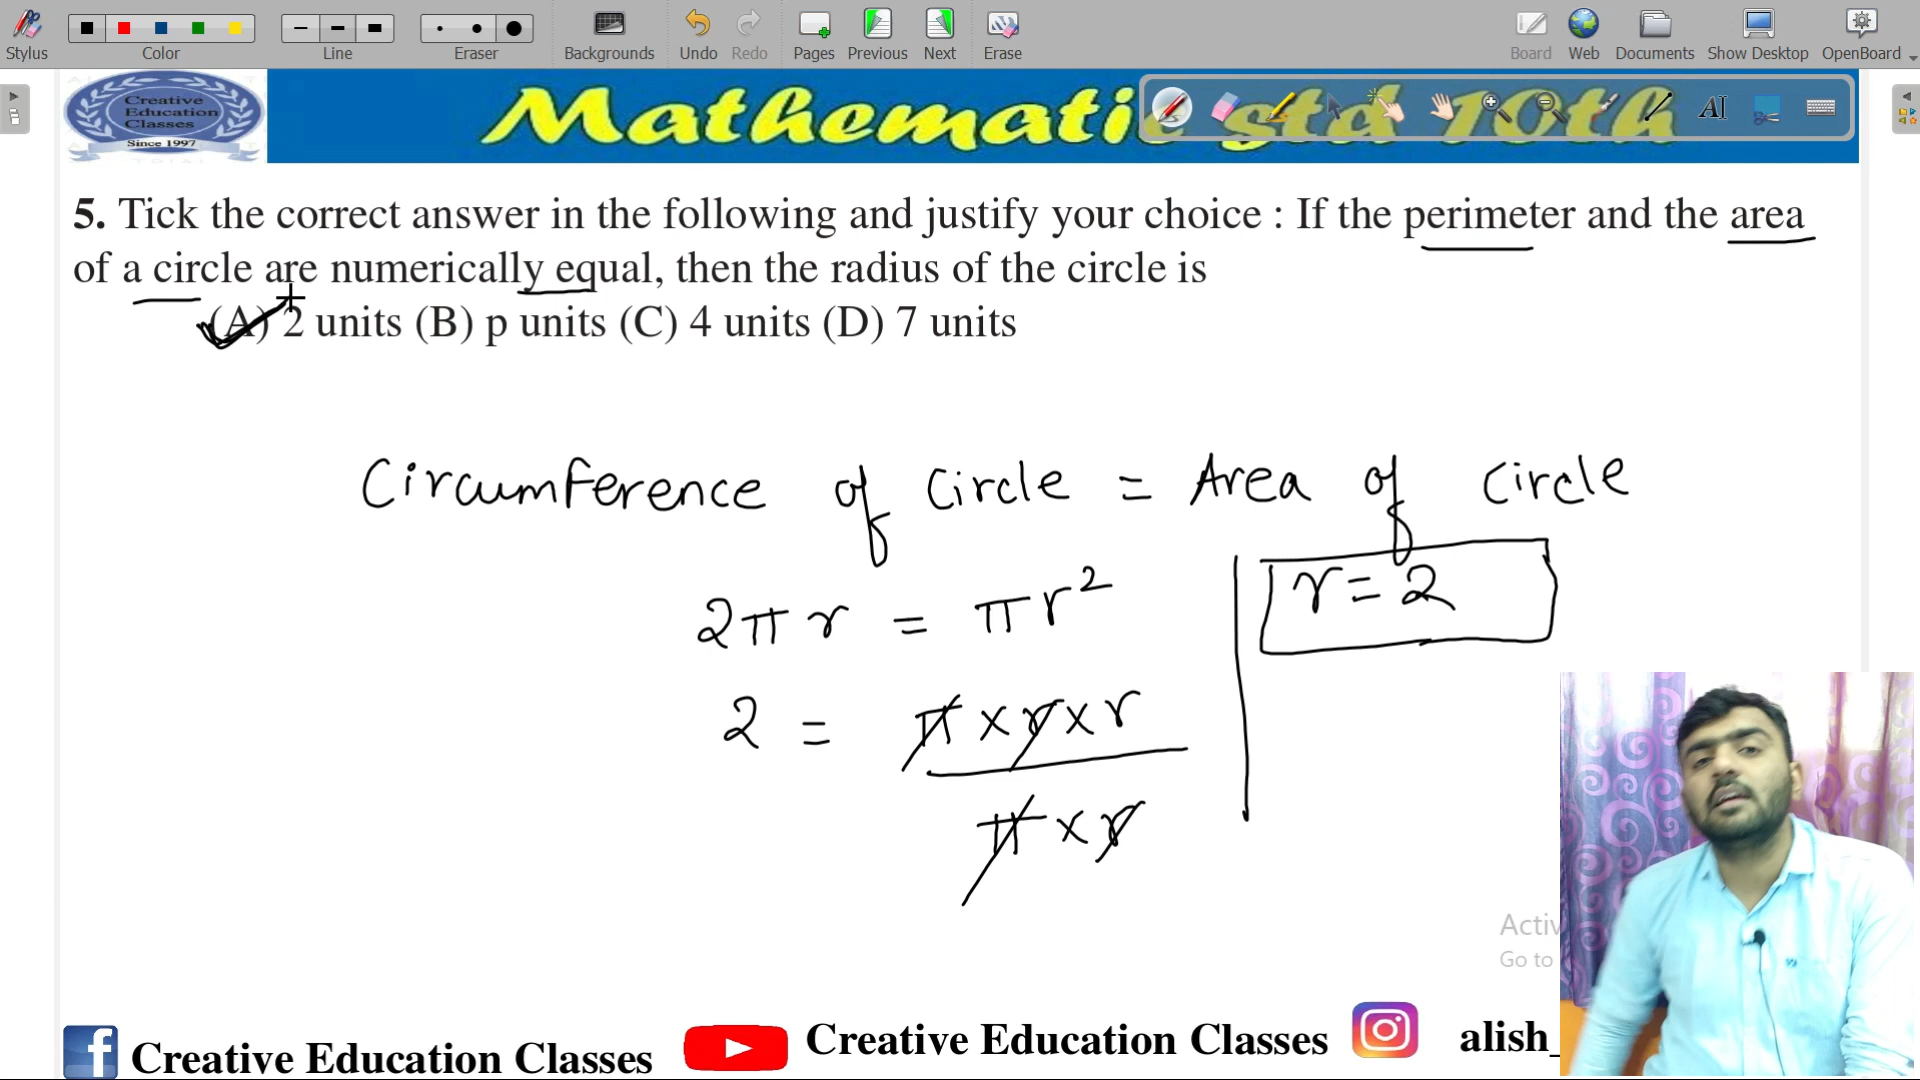 Stylus Color Line Eraser Backgrounds Undo Redo Pages Previous Next Erase Board Web Documents Show Desktop OpenBoard
Creative
Education
Classes
Since 1997
Mathematic std 10th
AI
5. Tick the correct answer in the following and justify your choice : If the perimeter and the area
of a circle are numerically equal, then the radius of the circle is
(A) 2 units (B) p units (C) 4 units (D) 7 units
Circumference of circle = Area of circle
2πr = πr²
r = 2
2 = π × r × r
π × r
Activ
Go to
Creative Education Classes
Creative Education Classes
alish_